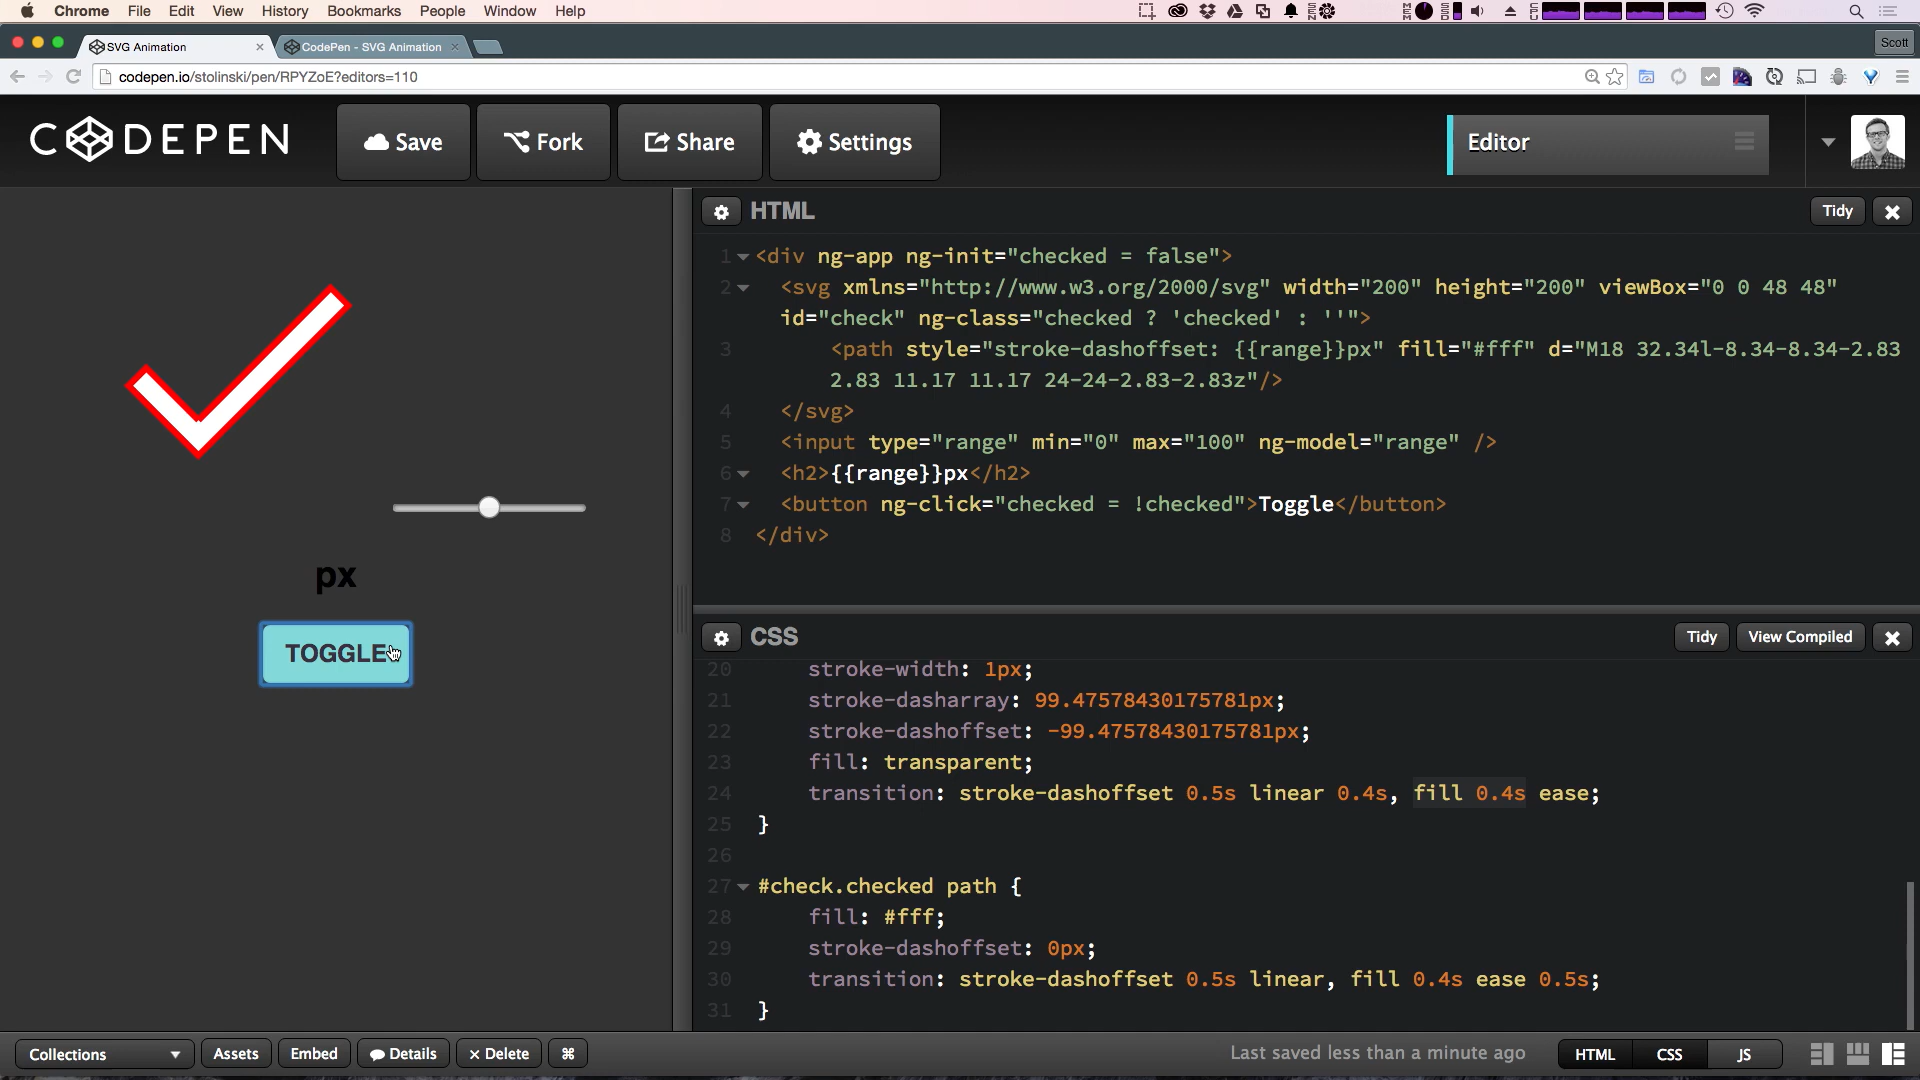 Chrome File Edit View History Bookmarks People Window Help
SVG Animation CodePen - SVG Animation Scott
codepen.io/stolinski/pen/RPYZoE?editors=110
CODEPEN Save Fork Share Settings Editor
HTML Tidy
1 <div ng-app ng-init="checked = false">
2 <svg xmlns="http://www.w3.org/2000/svg" width="200" height="200" viewBox="0 0 48 48"
id="check" ng-class="checked ? 'checked' : ''">
3 <path style="stroke-dashoffset: {{range}}px" fill="#fff" d="M18 32.34l-8.34-8.34-2.83
2.83 11.17 11.17 24-24-2.83-2.83z"/>
4 </svg>
5 <input type="range" min="0" max="100" ng-model="range" />
6 <h2>{{range}}px</h2>
7 <button ng-click="checked = !checked">Toggle</button>
8 </div>
px
TOGGLE
CSS Tidy View Compiled
20 stroke-width: 1px;
21 stroke-dasharray: 99.47578430175781px;
22 stroke-dashoffset: -99.47578430175781px;
23 fill: transparent;
24 transition: stroke-dashoffset 0.5s linear 0.4s, fill 0.4s ease;
25 }
26
27 #check.checked path {
28 fill: #fff;
29 stroke-dashoffset: 0px;
30 transition: stroke-dashoffset 0.5s linear, fill 0.4s ease 0.5s;
31 }
Collections Assets Embed Details × Delete ⌘ Last saved less than a minute ago HTML CSS JS